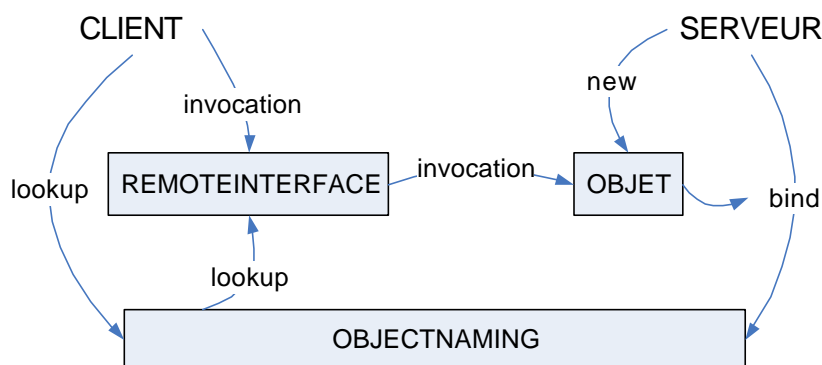 CLIENT
SERVEUR
new
invocation
invocation
REMOTEINTERFACE
OBJET
lookup
bind
lookup
OBJECTNAMING